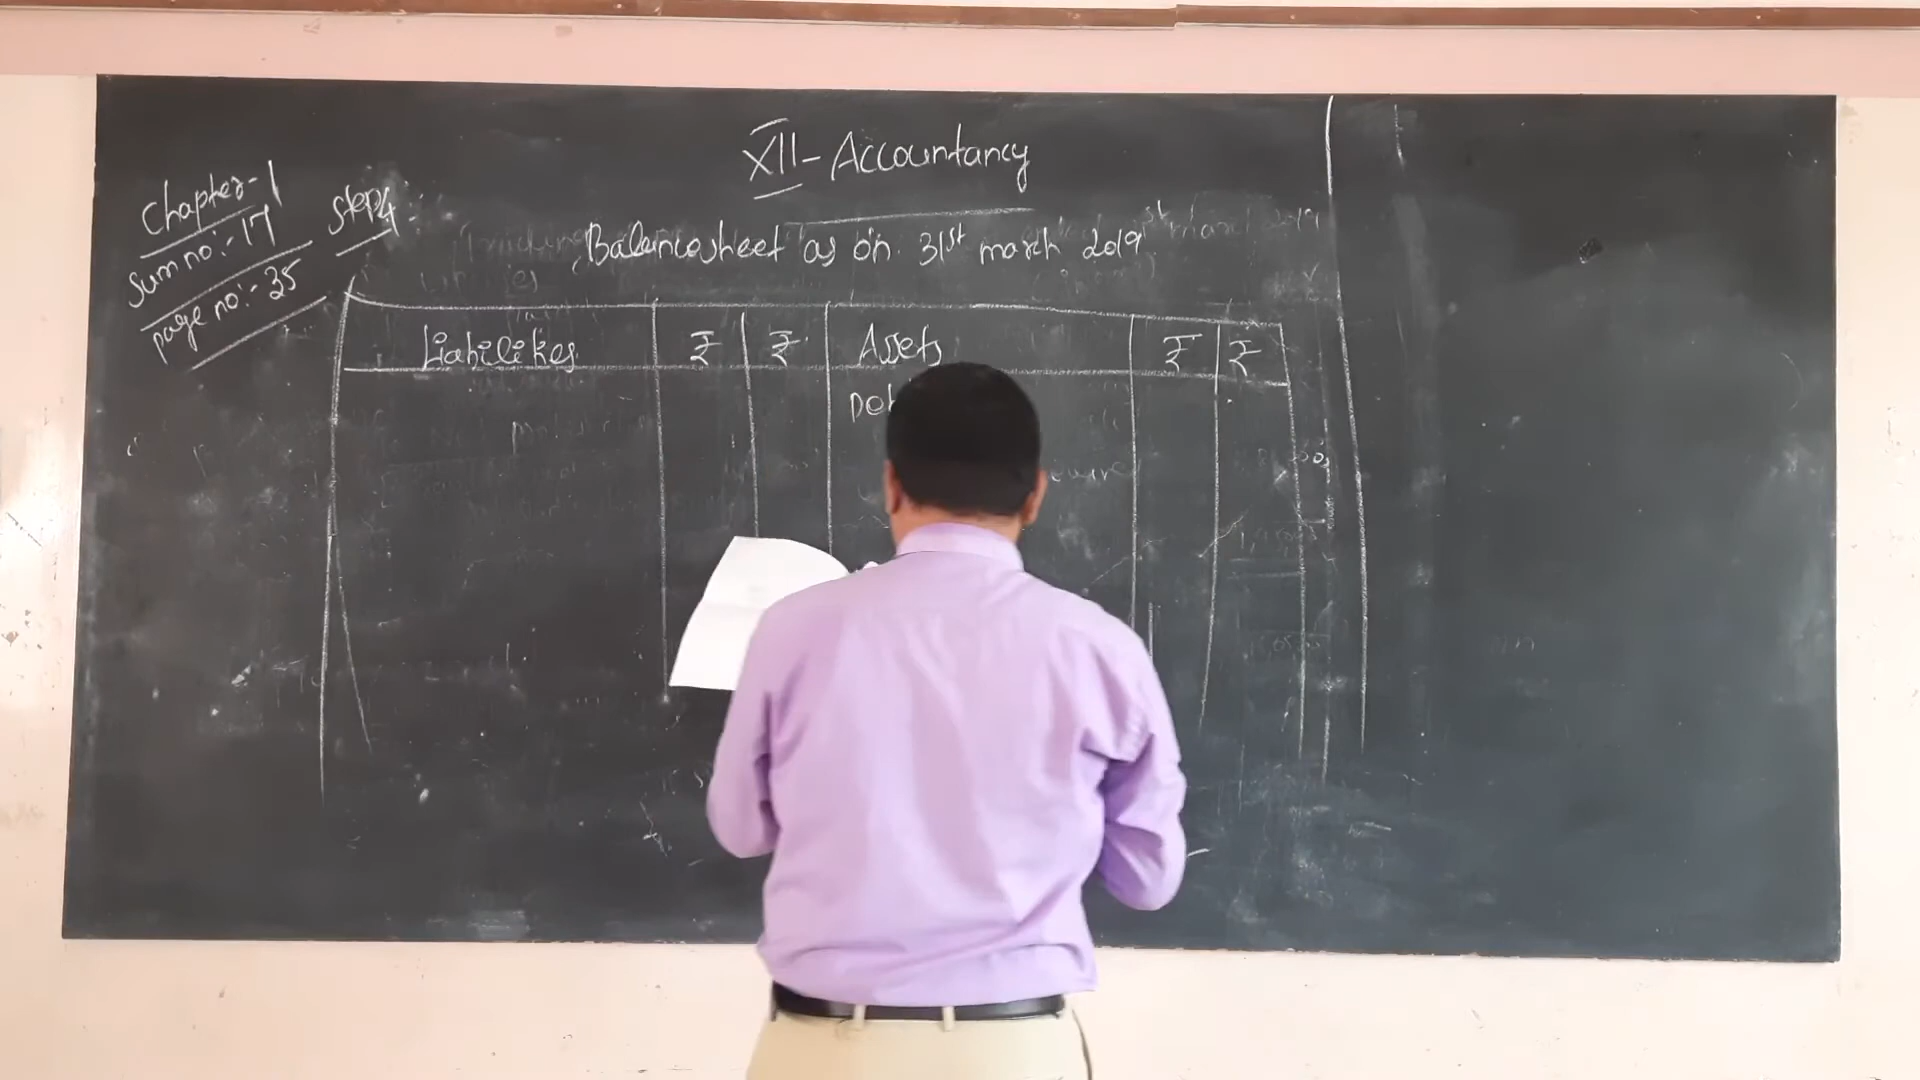 XII-Accountancy
Chapter-1
Sum no:-17
page no:-35
Step4:
Balancesheet as on 31st march 2019
Liabilities ₹ ₹ Assets ₹ ₹